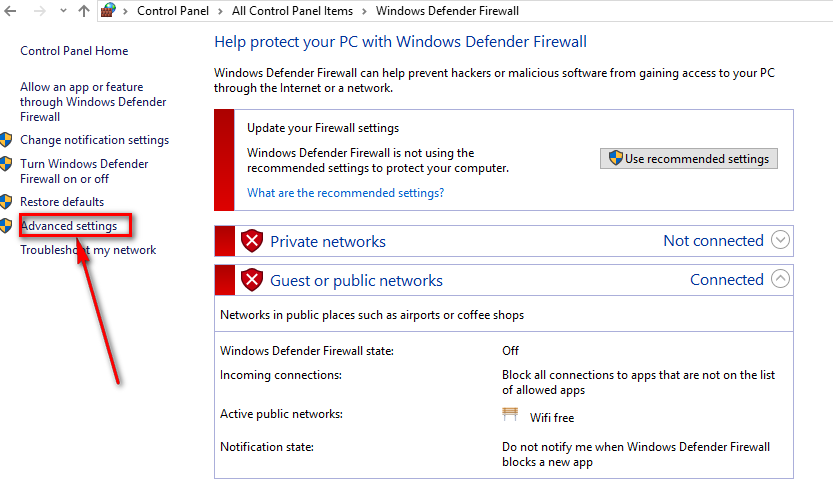 Control Panel > All Control Panel Items > Windows Defender Firewall
Control Panel Home
Allow an app or feature
through Windows Defender
Firewall
Change notification settings
Turn Windows Defender
Firewall on or off
Restore defaults
Advanced settings
Troubleshoot my network
Help protect your PC with Windows Defender Firewall
Windows Defender Firewall can help prevent hackers or malicious software from gaining access to your PC
through the Internet or a network.
Update your Firewall settings
Windows Defender Firewall is not using the
recommended settings to protect your computer.
What are the recommended settings?
Use recommended settings
Private networks Not connected
Guest or public networks Connected
Networks in public places such as airports or coffee shops
Windows Defender Firewall state: Off
Incoming connections: Block all connections to apps that are not on the list
of allowed apps
Active public networks: Wifi free
Notification state: Do not notify me when Windows Defender Firewall
blocks a new app